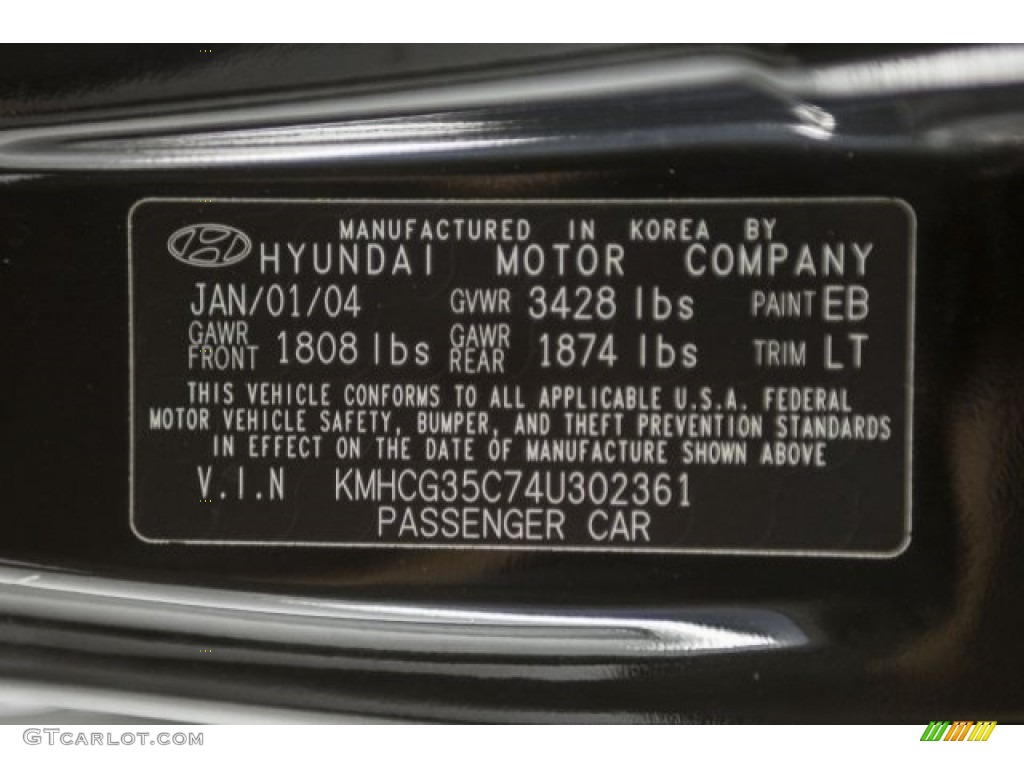 MANUFACTURED IN KOREA BY
HYUNDAI MOTOR COMPANY
JAN/01/04 GVWR 3428 lbs PAINT EB
GAWR FRONT 1808 lbs GAWR REAR 1874 lbs TRIM LT
THIS VEHICLE CONFORMS TO ALL APPLICABLE U.S.A. FEDERAL
MOTOR VEHICLE SAFETY, BUMPER, AND THEFT PREVENTION STANDARDS
IN EFFECT ON THE DATE OF MANUFACTURE SHOWN ABOVE
V.I.N KMHCG35C74U302361
PASSENGER CAR
GTCARLOT.COM